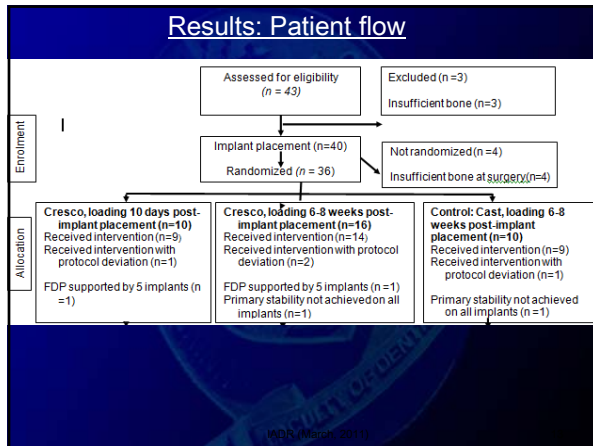 Results: Patient flow
Assessed for eligibility
(n = 43)
Excluded (n =3)
Insufficient bone (n=3)
Enrolment
Implant placement (n=40)
Randomized (n = 36)
Not randomized (n =4)
Insufficient bone at surgery(n=4)
Allocation
Cresco, loading 10 days post-
implant placement (n=10)
Received intervention (n=9)
Received intervention with
protocol deviation (n=1)
FDP supported by 5 implants (n
=1)
Cresco, loading 6-8 weeks post-
implant placement (n=16)
Received intervention (n=14)
Received intervention with protocol
deviation (n=2)
FDP supported by 5 implants (n =1)
Primary stability not achieved on all
implants (n=1)
Control: Cast, loading 6-8
weeks post-implant
placement (n=10)
Received intervention (n=9)
Received intervention with
protocol deviation (n=1)
Primary stability not achieved
on all implants (n =1)